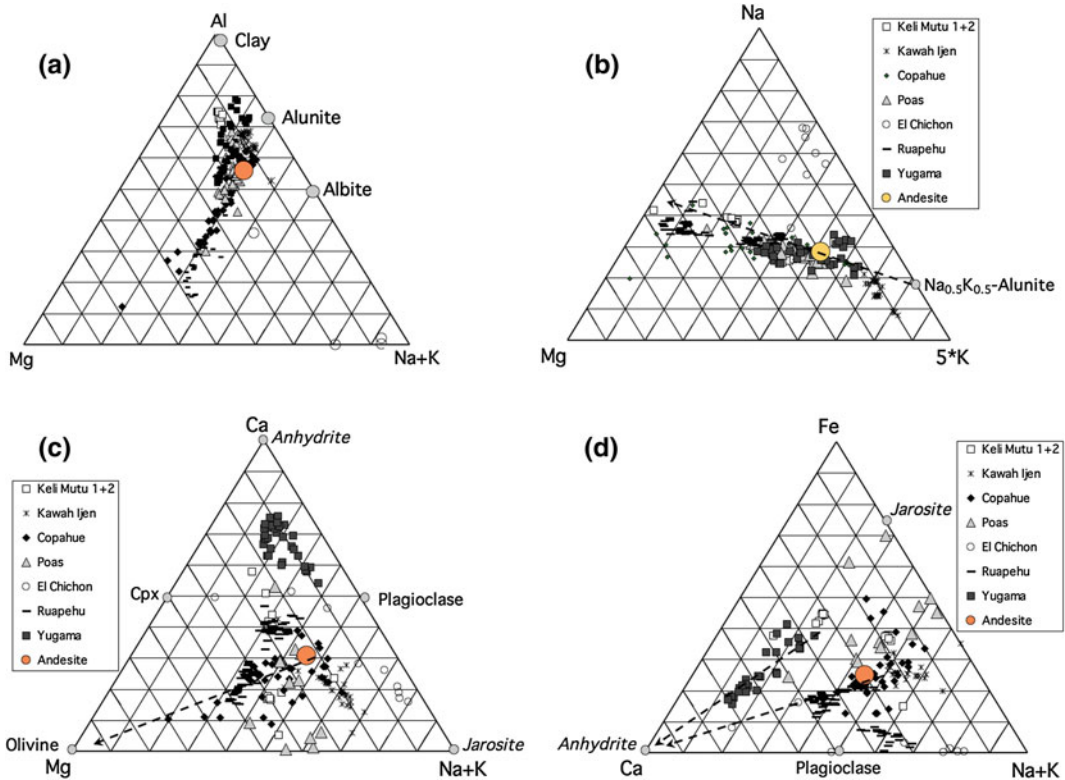 (a)
Al
Clay
Alunite
Albite
Mg
Na+K
(b)
Na
Keli Mutu 1+2
Kawah Ijen
Copahue
Poas
El Chichon
Ruapehu
Yugama
Andesite
Na0.5K0.5-Alunite
Mg
5*K
(c)
Ca
Anhydrite
Keli Mutu 1+2
Kawah Ijen
Copahue
Poas
El Chichon
Ruapehu
Yugama
Andesite
Cpx
Plagioclase
Olivine
Jarosite
Mg
Na+K
(d)
Fe
Keli Mutu 1+2
Kawah Ijen
Copahue
Poas
El Chichon
Ruapehu
Yugama
Andesite
Jarosite
Anhydrite
Ca
Plagioclase
Na+K